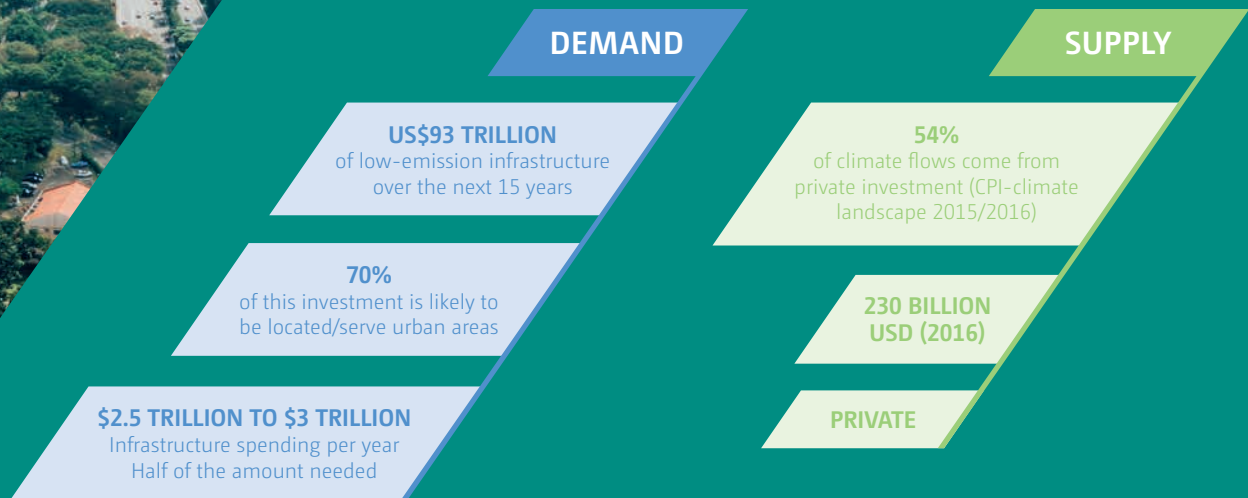 DEMAND
US$93 TRILLION
of low-emission infrastructure
over the next 15 years
70%
of this investment is likely to
be located/serve urban areas
$2.5 TRILLION TO $3 TRILLION
Infrastructure spending per year
Half of the amount needed
SUPPLY
54%
of climate flows come from
private investment (CPI-climate
landscape 2015/2016)
230 BILLION
USD (2016)
PRIVATE